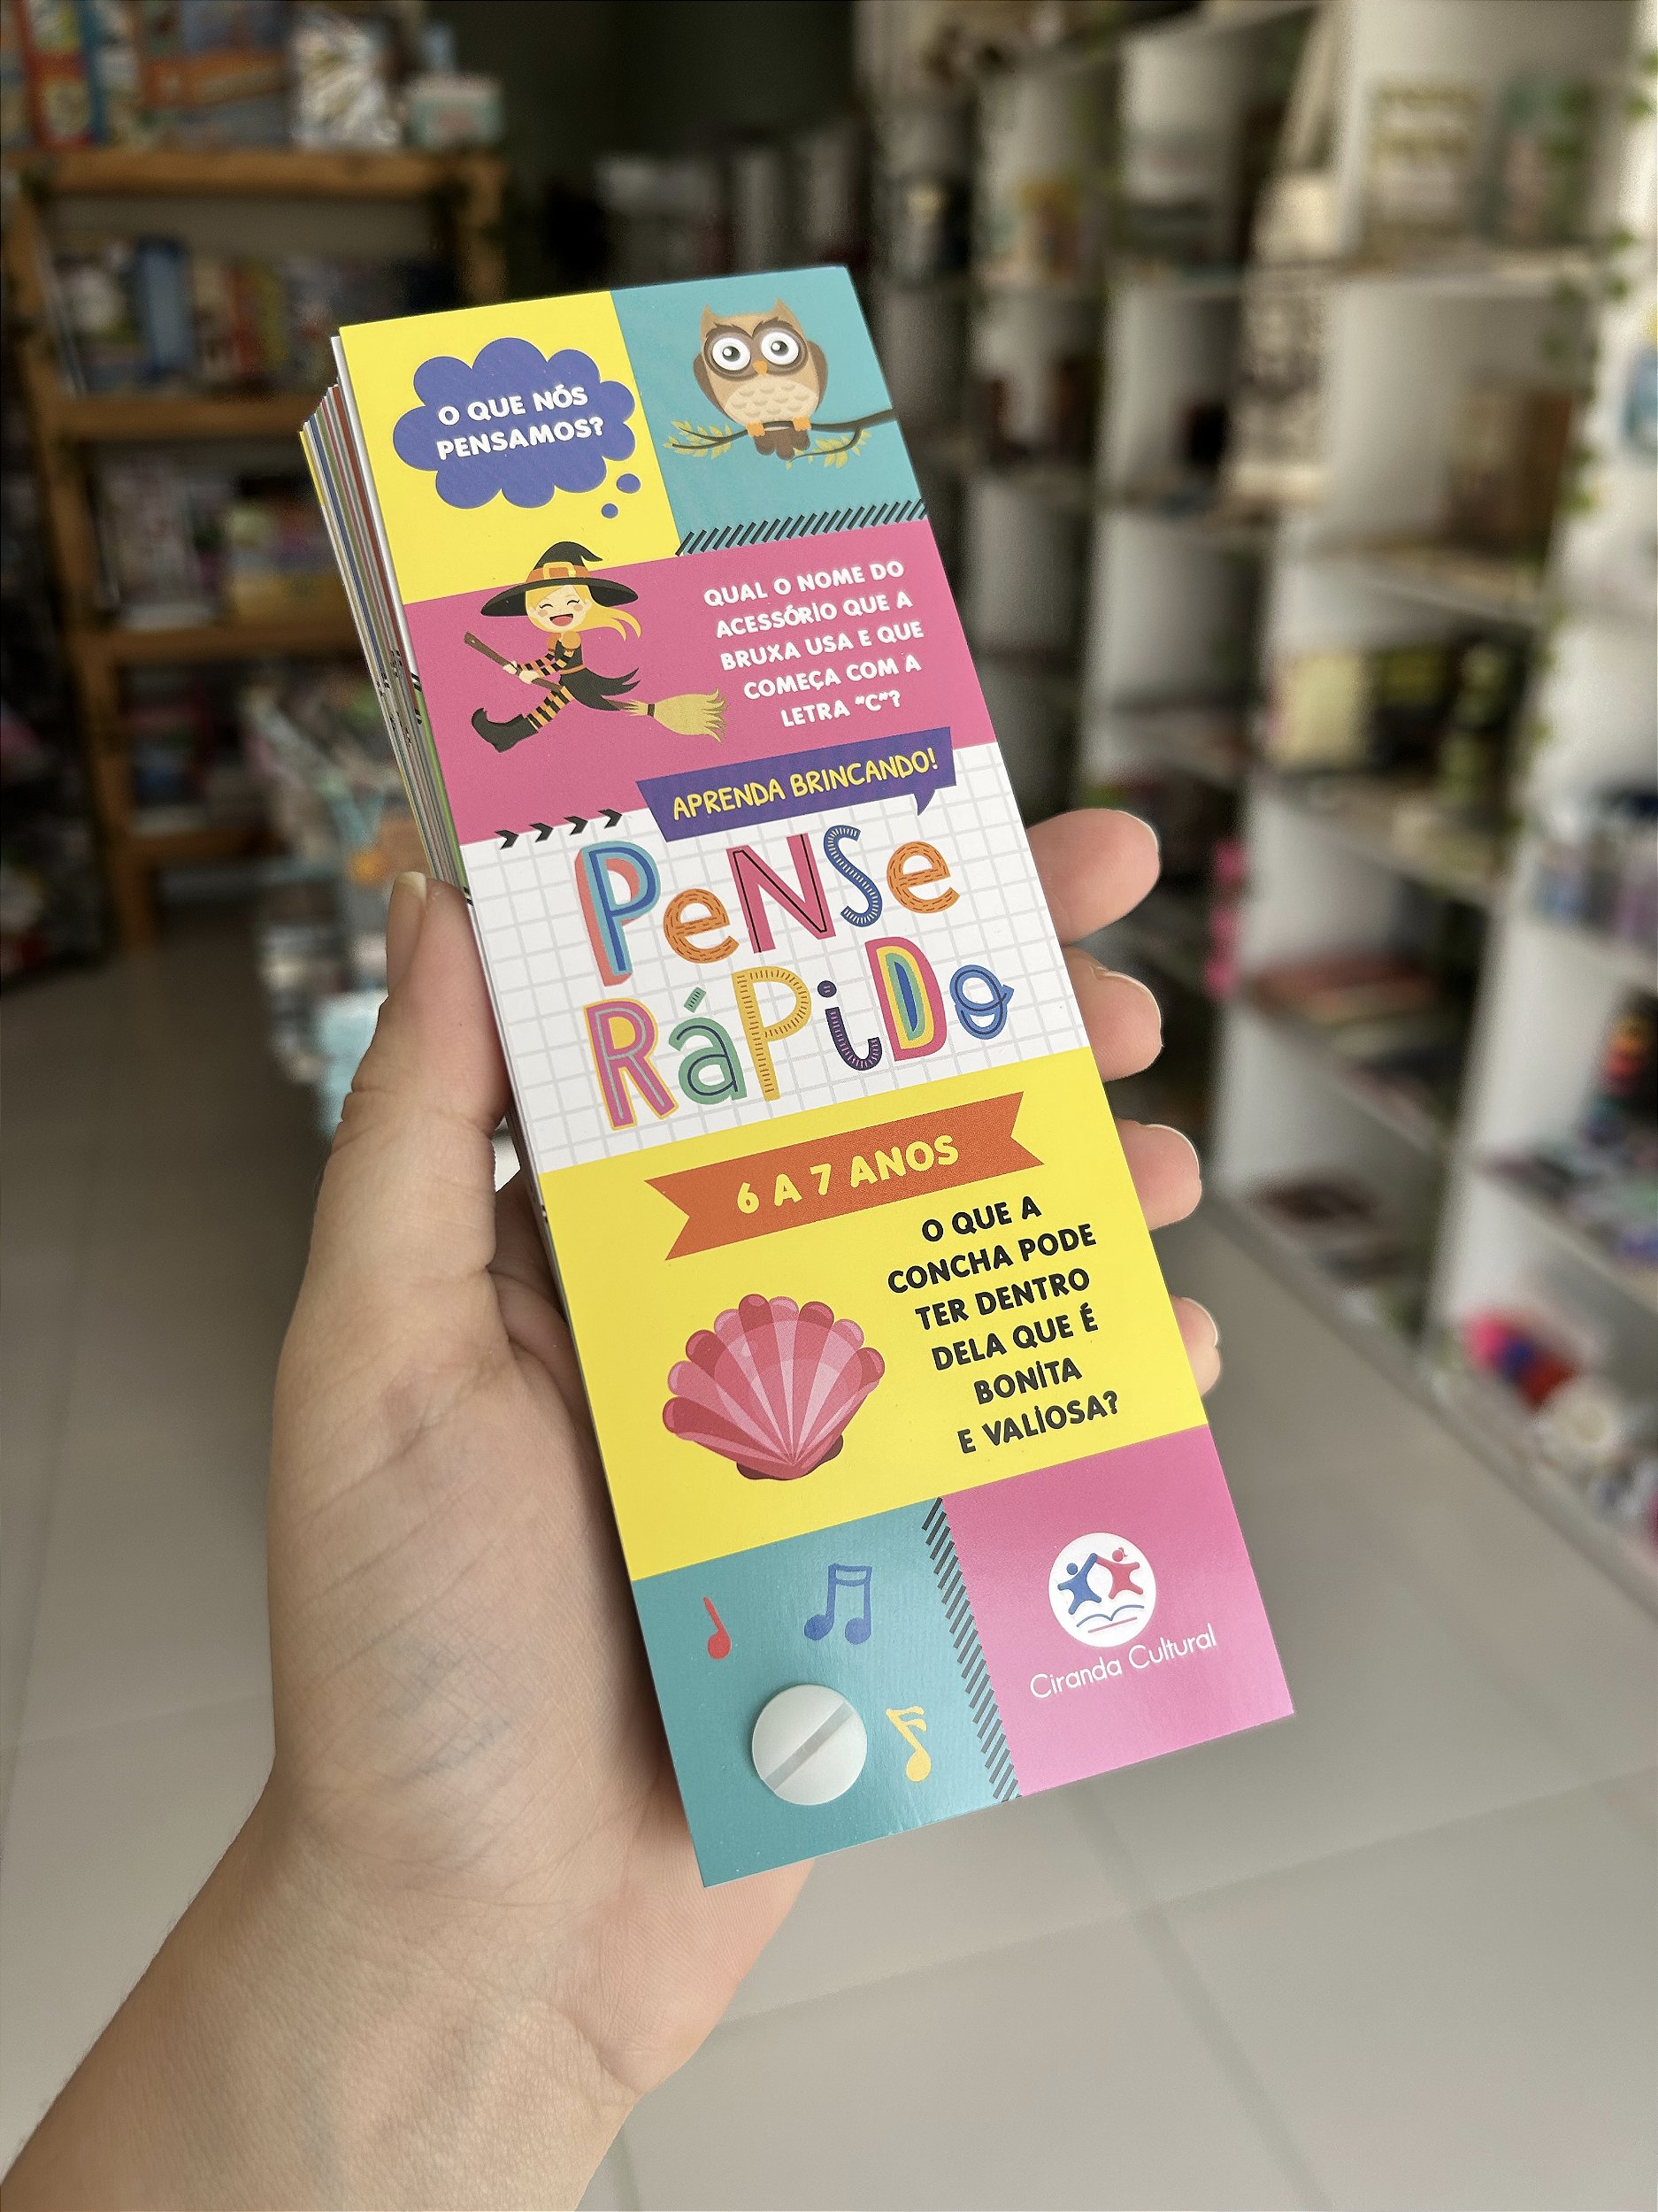 O QUE NÓS
PENSAMOS?
QUAL O NOME DO
ACESSÓRIO QUE A
BRUXA USA E QUE
COMEÇA COM A
LETRA "C"?
APRENDA BRINCANDO!
PENSE
RÁPIDO
6 A 7 ANOS
O QUE A
CONCHA PODE
TER DENTRO
DELA QUE É
BONITA
E VALIOSA?
Ciranda Cultural